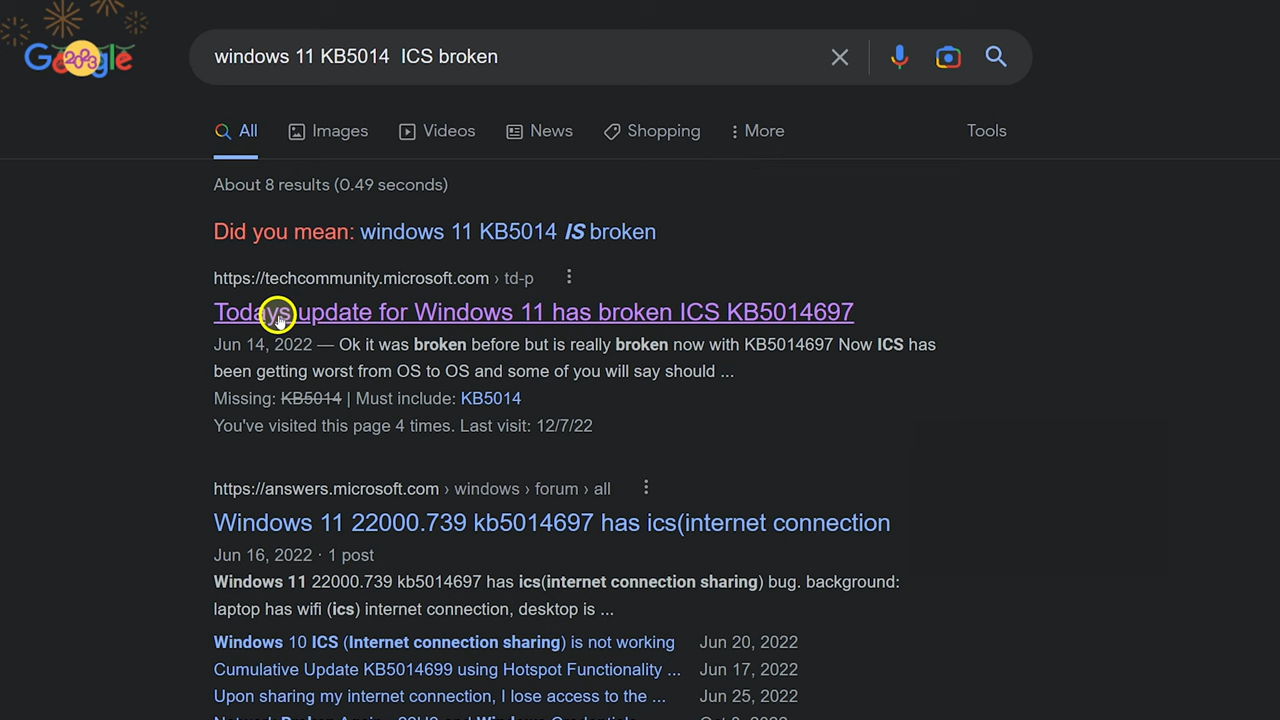 Google 2023
windows 11 KB5014 ICS broken
All Images Videos News Shopping More Tools
About 8 results (0.49 seconds)
Did you mean: windows 11 KB5014 IS broken
https://techcommunity.microsoft.com › td-p
Todays update for Windows 11 has broken ICS KB5014697
Jun 14, 2022 — Ok it was broken before but is really broken now with KB5014697 Now ICS has
been getting worst from OS to OS and some of you will say should ...
Missing: KB5014 | Must include: KB5014
You've visited this page 4 times. Last visit: 12/7/22
https://answers.microsoft.com › windows › forum › all
Windows 11 22000.739 kb5014697 has ics(internet connection
Jun 16, 2022 · 1 post
Windows 11 22000.739 kb5014697 has ics(internet connection sharing) bug. background:
laptop has wifi (ics) internet connection, desktop is ...
Windows 10 ICS (Internet connection sharing) is not working Jun 20, 2022
Cumulative Update KB5014699 using Hotspot Functionality ... Jun 17, 2022
Upon sharing my internet connection, I lose access to the ... Jun 25, 2022